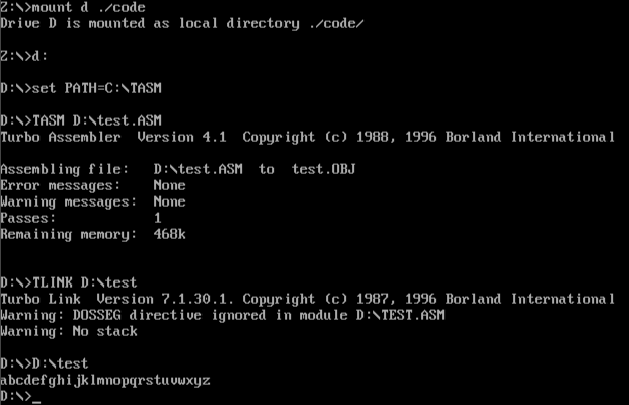 Z:\>mount d ./code
Drive D is mounted as local directory ./code/
Z:\>d:
D:\>set PATH=C:\TASM
D:\>TASM D:\test.ASM
Turbo Assembler  Version 4.1  Copyright (c) 1988, 1996 Borland International
Assembling file:   D:\test.ASM  to  test.OBJ
Error messages:    None
Warning messages:  None
Passes:            1
Remaining memory:  468k
D:\>TLINK D:\test
Turbo Link  Version 7.1.30.1. Copyright (c) 1987, 1996 Borland International
Warning: DOSSEG directive ignored in module D:\TEST.ASM
Warning: No stack
D:\>D:\test
abcdefghijklmnopqrstuvwxyz
D:\>_